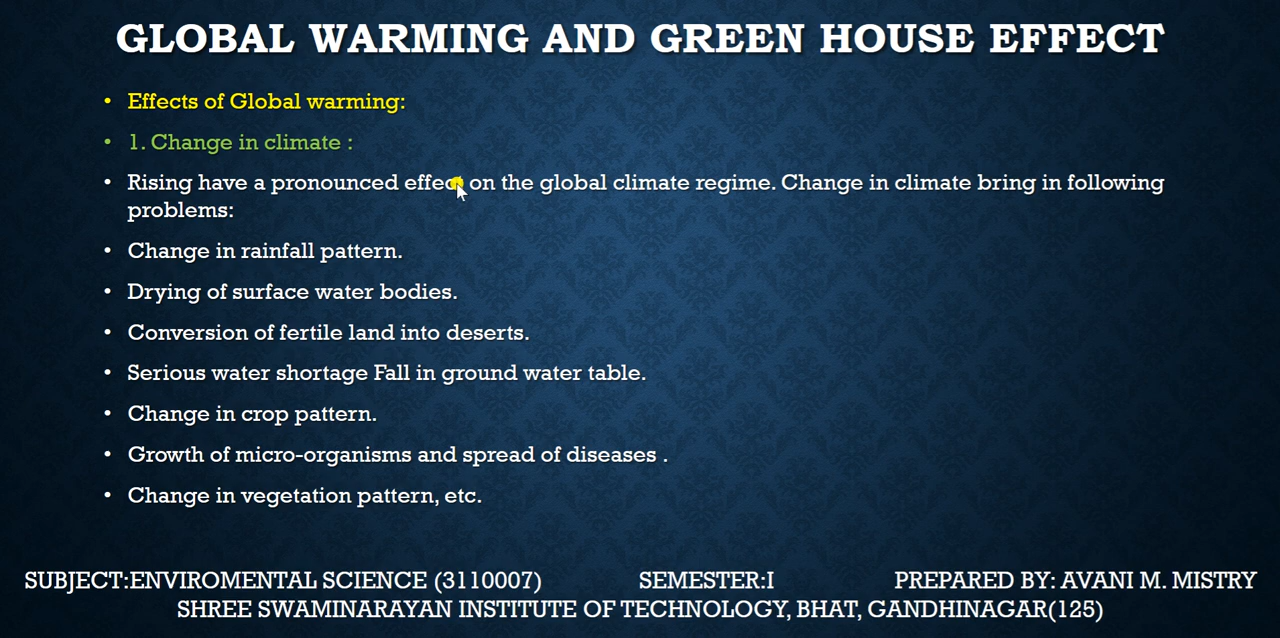 GLOBAL WARMING AND GREEN HOUSE EFFECT
• Effects of Global warming:
• 1. Change in climate :
• Rising have a pronounced effect on the global climate regime. Change in climate bring in following
problems:
• Change in rainfall pattern.
• Drying of surface water bodies.
• Conversion of fertile land into deserts.
• Serious water shortage Fall in ground water table.
• Change in crop pattern.
• Growth of micro-organisms and spread of diseases .
• Change in vegetation pattern, etc.
SUBJECT:ENVIROMENTAL SCIENCE (3110007) SEMESTER:I PREPARED BY: AVANI M. MISTRY
SHREE SWAMINARAYAN INSTITUTE OF TECHNOLOGY, BHAT, GANDHINAGAR(125)